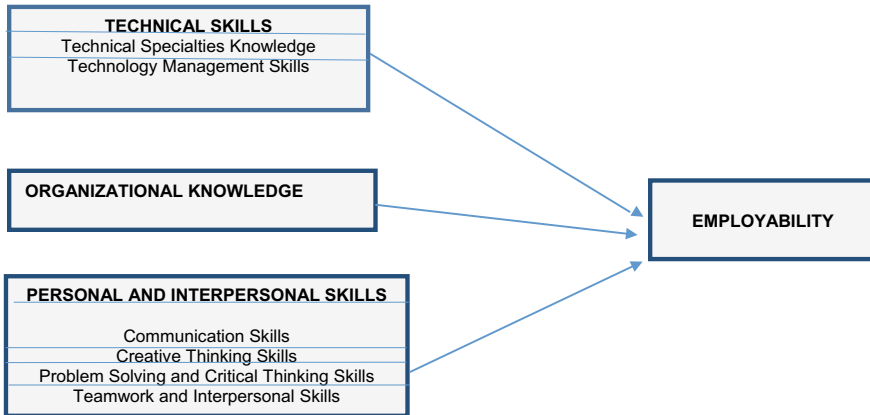 TECHNICAL SKILLS
Technical Specialties Knowledge
Technology Management Skills
ORGANIZATIONAL KNOWLEDGE
EMPLOYABILITY
PERSONAL AND INTERPERSONAL SKILLS
Communication Skills
Creative Thinking Skills
Problem Solving and Critical Thinking Skills
Teamwork and Interpersonal Skills